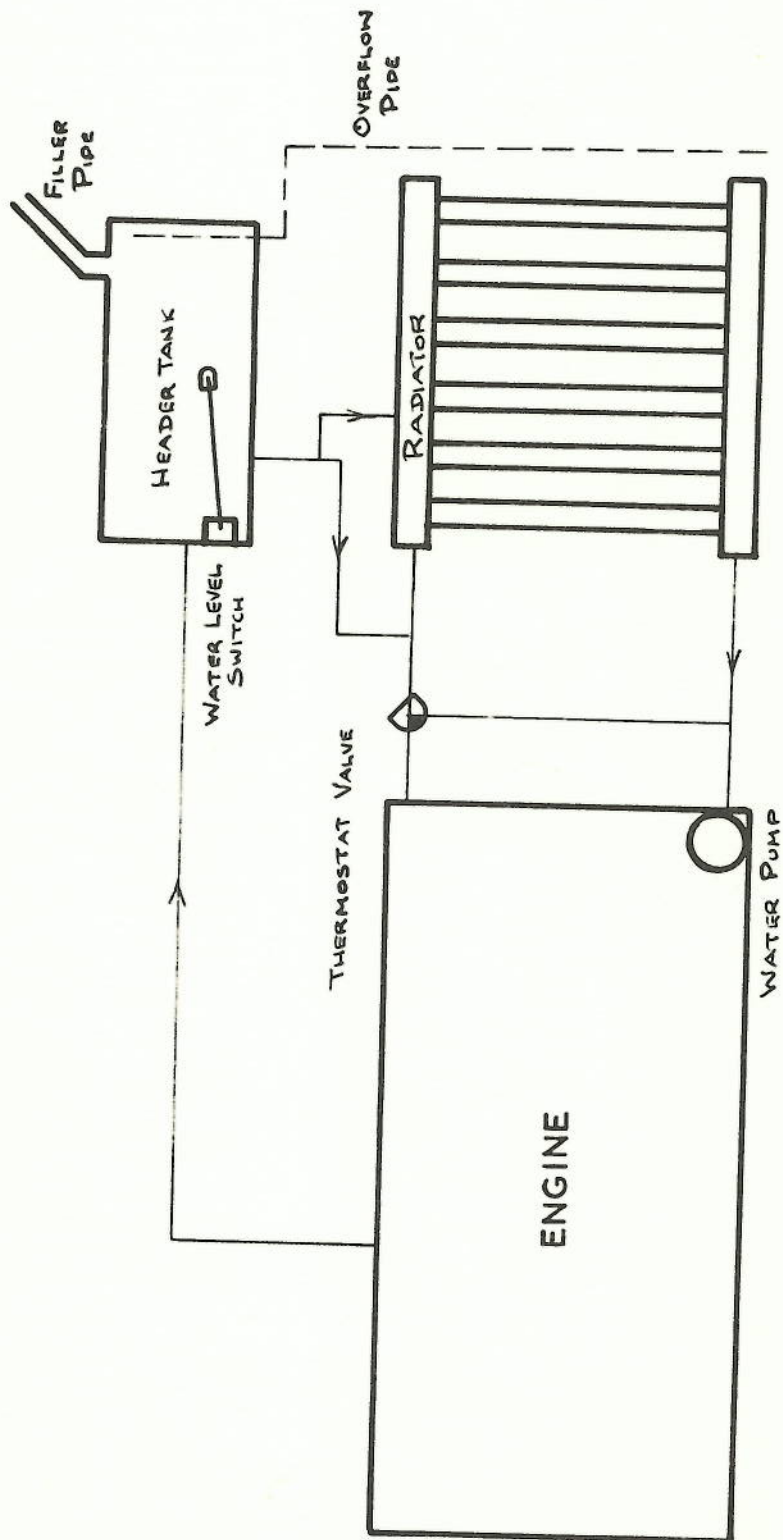 FILLER
PIPE
OVERFLOW
PIPE
HEADER TANK
WATER LEVEL
SWITCH
RADIATOR
THERMOSTAT VALVE
ENGINE
WATER PUMP